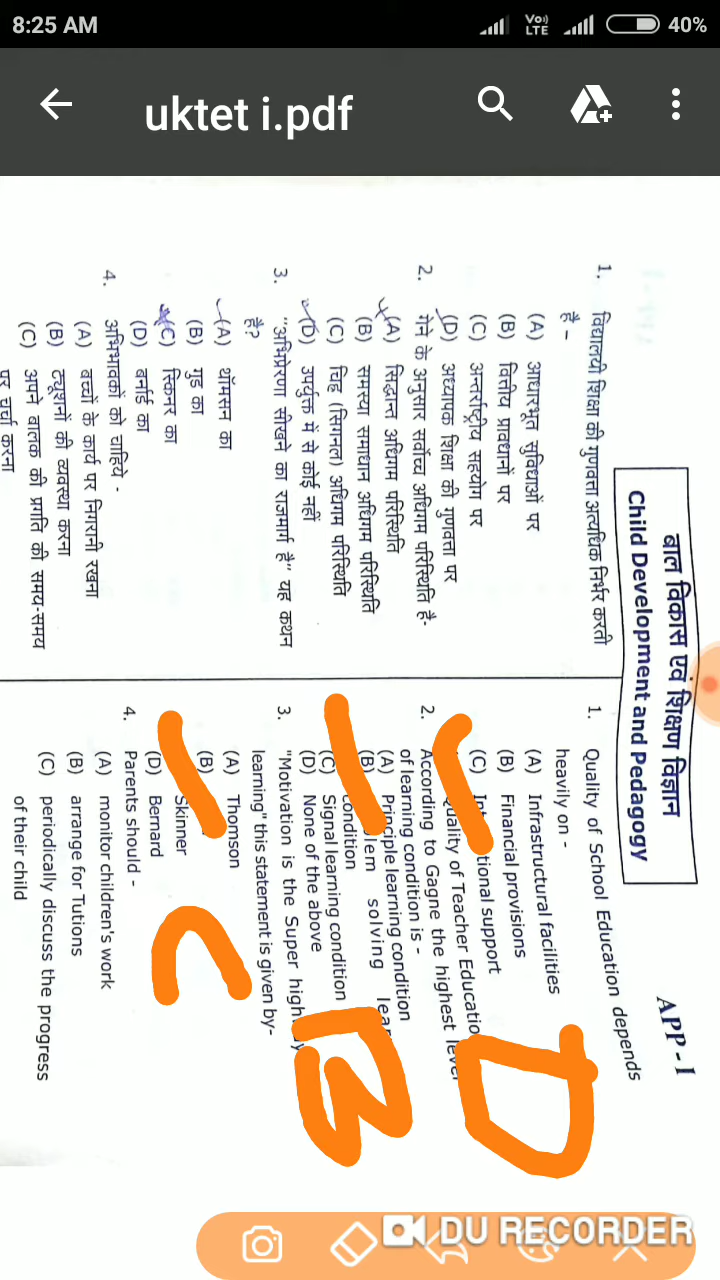 8:25 AM
Vo))
LTE
40%
uktet i.pdf
बाल विकास एवं शिक्षण विज्ञान
Child Development and Pedagogy
APP - I
1. विद्यालयी शिक्षा की गुणवत्ता अत्यधिक निर्भर करती
है -
(A) आधारभूत सुविधाओं पर
(B) वित्तीय प्रावधानों पर
(C) अन्तर्राष्ट्रीय सहयोग पर
(D) अध्यापक शिक्षा की गुणवत्ता पर
2. गेने के अनुसार सर्वोच्च अधिगम परिस्थिति है-
(A) सिद्धान्त अधिगम परिस्थिति
(B) समस्या समाधान अधिगम परिस्थिति
(C) चिह्न (सिगनल) अधिगम परिस्थिति
(D) उपर्युक्त में से कोई नहीं
3. "अभिप्रेरणा सीखने का राजमार्ग है" यह कथन
है?
(A) थॉमसन का
(B) गुड का
(C) स्किनर का
(D) बर्नार्ड का
4. अभिभावकों को चाहिये -
(A) बच्चों के कार्य पर निगरानी रखना
(B) ट्यूशनों की व्यवस्था करना
(C) अपने बालक की प्रगति की समय-समय
पर चर्चा करना
1. Quality of School Education depends
heavily on -
(A) Infrastructural facilities
(B) Financial provisions
(C) support
Quality of Teacher
D
2. According to Gagne the highest level
of learning condition is -
(A) Principle learning condition
(B) solving
condition
(C) Signal learning condition
(D) None of the above
B
3. "Motivation is the Super
learning" this statement is given by-
(A) Thomson
(B)
Skinner
(D) Bernard
C
4. Parents should -
(A) monitor children's work
(B) arrange for Tutions
(C) periodically discuss the progress
of their child
DU RECORDER